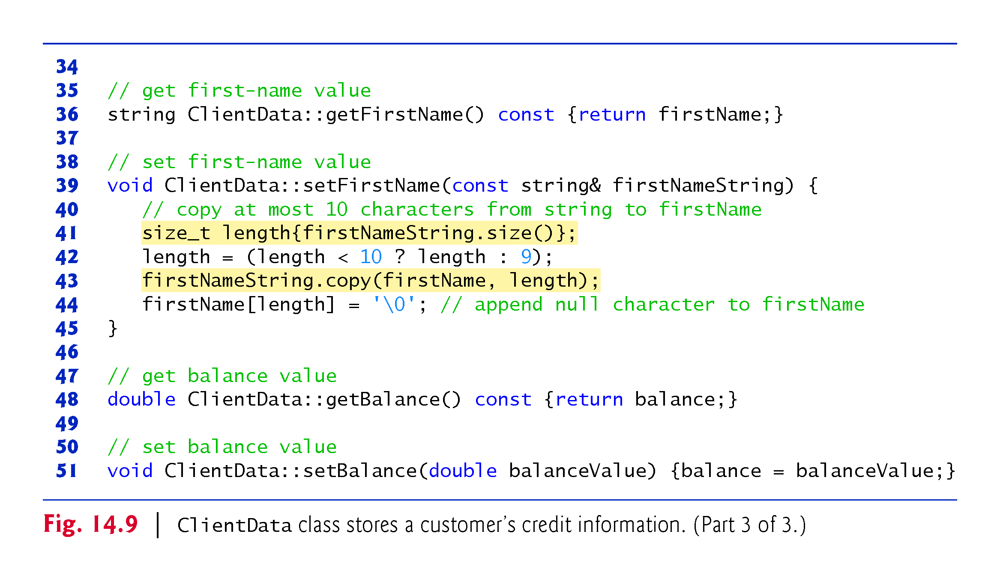 34
35 // get first-name value
36 string ClientData::getFirstName() const {return firstName;}
37
38 // set first-name value
39 void ClientData::setFirstName(const string& firstNameString) {
40    // copy at most 10 characters from string to firstName
41    size_t length{firstNameString.size()};
42    length = (length < 10 ? length : 9);
43    firstNameString.copy(firstName, length);
44    firstName[length] = '\0'; // append null character to firstName
45 }
46
47 // get balance value
48 double ClientData::getBalance() const {return balance;}
49
50 // set balance value
51 void ClientData::setBalance(double balanceValue) {balance = balanceValue;}
Fig. 14.9 | ClientData class stores a customer’s credit information. (Part 3 of 3.)